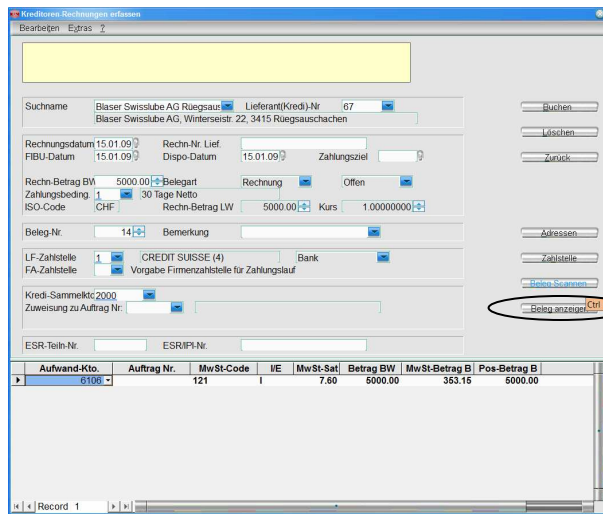 Kreditoren-Rechnungen erfassen
Bearbeiten Extras ?
Suchname Blaser Swisslube AG Rüegsaus Lieferant(Kredi)-Nr 67
Blaser Swisslube AG, Winterseistr. 22, 3415 Rüegsauschachen
Buchen
Löschen
Zurück
Rechnungsdatum 15.01.09 Rechn-Nr. Lief.
FIBU-Datum 15.01.09 Dispo-Datum 15.01.09 Zahlungsziel
Rechn-Betrag BW 5000.00 Belegart Rechnung Offen
Zahlungsbeding. 1 30 Tage Netto
ISO-Code CHF Rechn-Betrag LW 5000.00 Kurs 1.00000000
Beleg-Nr. 14 Bemerkung
Adressen
LF-Zahlstelle 1 CREDIT SUISSE (4) Bank
Zahlstelle
FA-Zahlstelle Vorgabe Firmenzahlstelle für Zahlungslauf
Beleg Scannen
Kredi-Sammelkto 2000
Zuweisung zu Auftrag Nr:
Beleg anzeigen Ctrl
ESR-Teiln-Nr. ESR/IPI-Nr.
Aufwand-Kto. Auftrag Nr. MwSt-Code I/E MwSt-Sat Betrag BW MwSt-Betrag B Pos-Betrag B
6106 121 I 7.60 5000.00 353.15 5000.00
Record 1